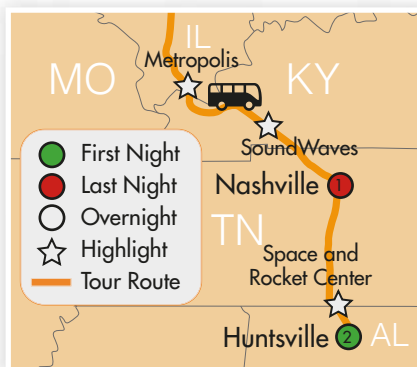 IL
Metropolis
MO
KY
SoundWaves
First Night
Last Night
Overnight
Highlight
Tour Route
Nashville 1
TN
Space and
Rocket Center
Huntsville 2
AL